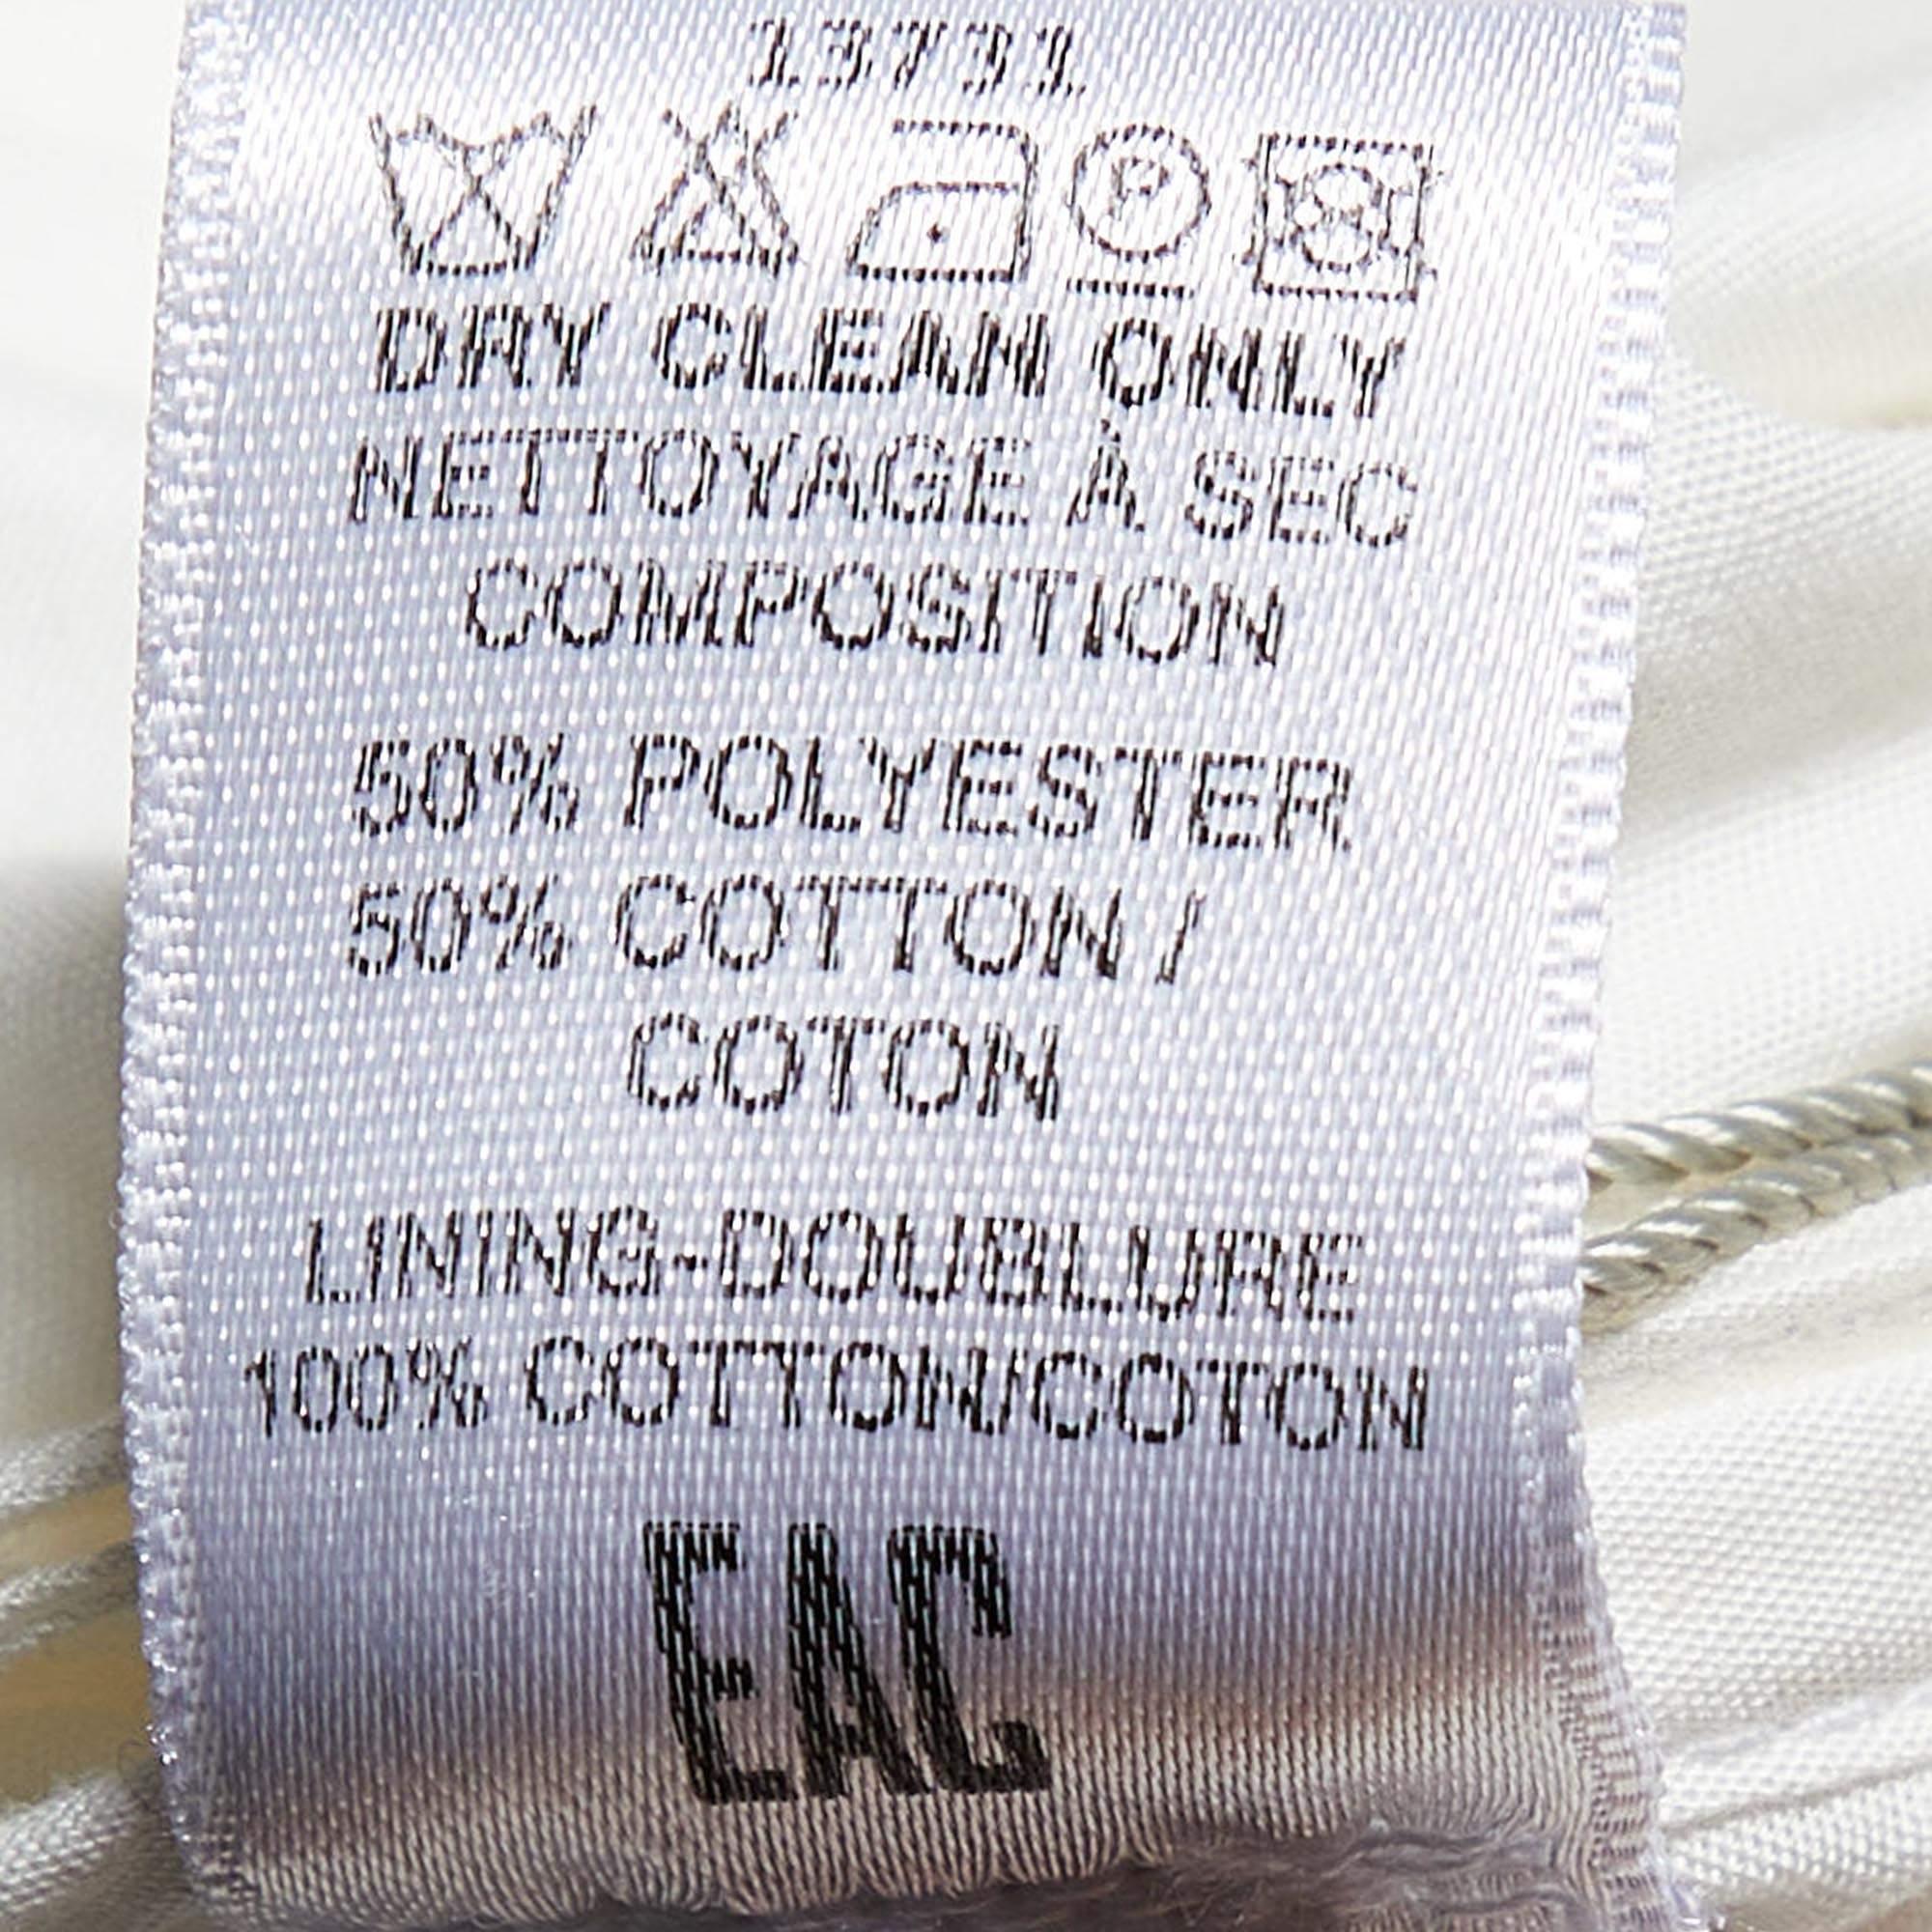 13731
P
DRY CLEAN ONLY
NETTOYAGE À SEC
COMPOSITION
50% POLYESTER
50% COTTON /
COTON
LINING-DOUBLURE
100% COTTON/COTON
EAC